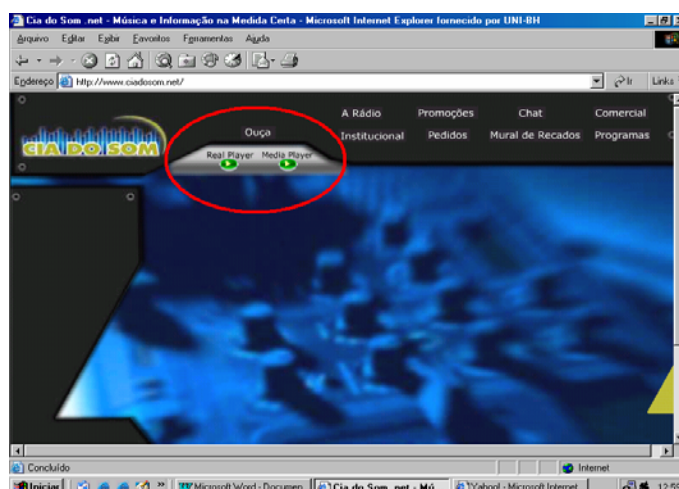 Cia do Som .net - Música e Informação na Medida Certa - Microsoft Internet Explorer fornecido por UNI-BH
Arquivo Editar Exibir Favoritos Ferramentas Ajuda
Endereço http://www.ciadosom.net/ Ir Links
A Rádio Promoções Chat Comercial
CIA DO SOM
Ouça
Institucional Pedidos Mural de Recados Programas
Real Player Media Player
Concluído Internet
Iniciar » Microsoft Word - Documen... Cia do Som .net - Mú... Yahoo! - Microsoft Internet ... 12:59